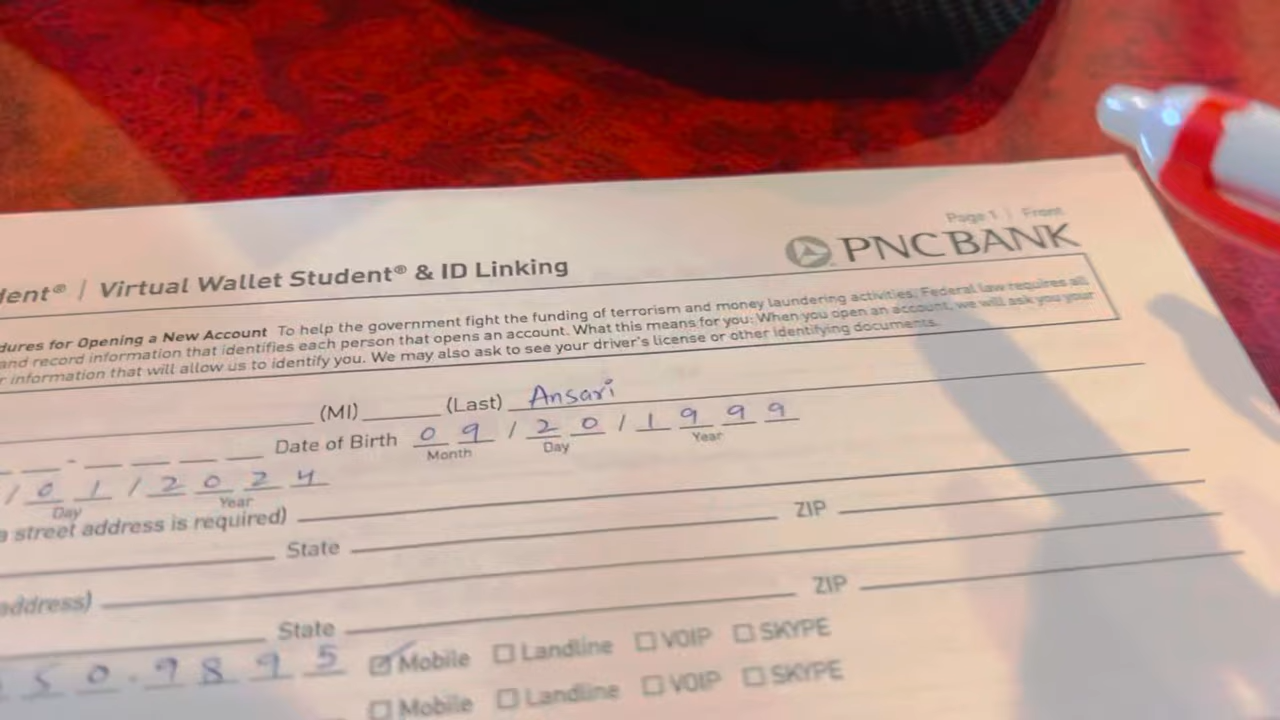 Page 1 | Front
PNC BANK
dent® | Virtual Wallet Student® & ID Linking
dures for Opening a New Account To help the government fight the funding of terrorism and money laundering activities, Federal law requires all
and record information that identifies each person that opens an account. What this means for you: When you open an account, we will ask you your
r information that will allow us to identify you. We may also ask to see your driver's license or other identifying documents.
(MI) (Last) Ansari
Date of Birth 09/20/1999
Month Day Year
/01/2024
Day Year
a street address is required)
State ZIP
address)
State ZIP
50.9895 Mobile Landline VOIP SKYPE
Mobile Landline VOIP SKYPE